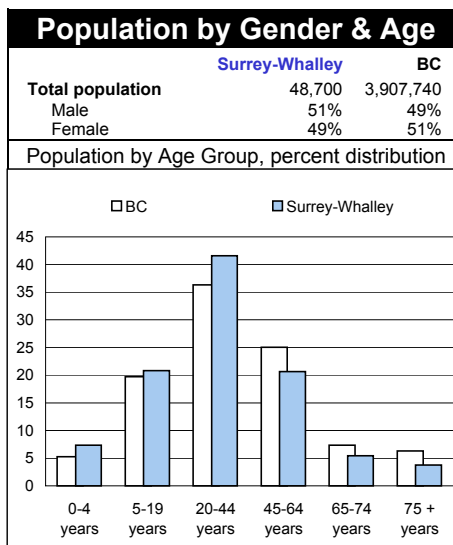 Population by Gender & Age
Surrey-Whalley BC
Total population 48,700 3,907,740
Male 51% 49%
Female 49% 51%
Population by Age Group, percent distribution
BC Surrey-Whalley
45
40
35
30
25
20
15
10
5
0
0-4 5-19 20-44 45-64 65-74 75 +
years years years years years years